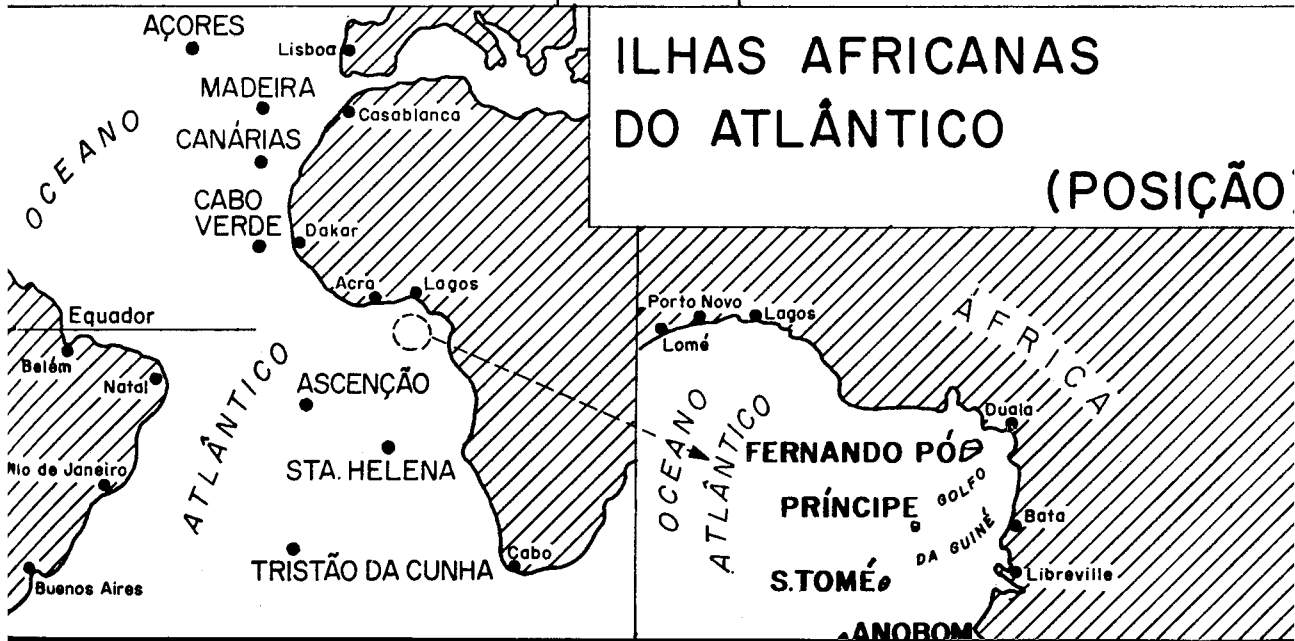 ILHAS AFRICANAS
DO ATLÂNTICO
(POSIÇÃO)
AÇORES
Lisboa
MADEIRA
Casablanca
CANÁRIAS
OCEANO
CABO
VERDE
Dakar
Acra
Lagos
Equador
Belém
Natal
ATLÂNTICO
ASCENÇÃO
STA. HELENA
Rio de Janeiro
TRISTÃO DA CUNHA
Cabo
Buenos Aires
ÁFRICA
Porto Novo
Lagos
Lomé
Duala
OCEANO
ATLÂNTICO
FERNANDO PÓ
GOLFO
DA GUINÉ
PRÍNCIPE
Bata
S.TOMÉ
Libreville
ANOBOM